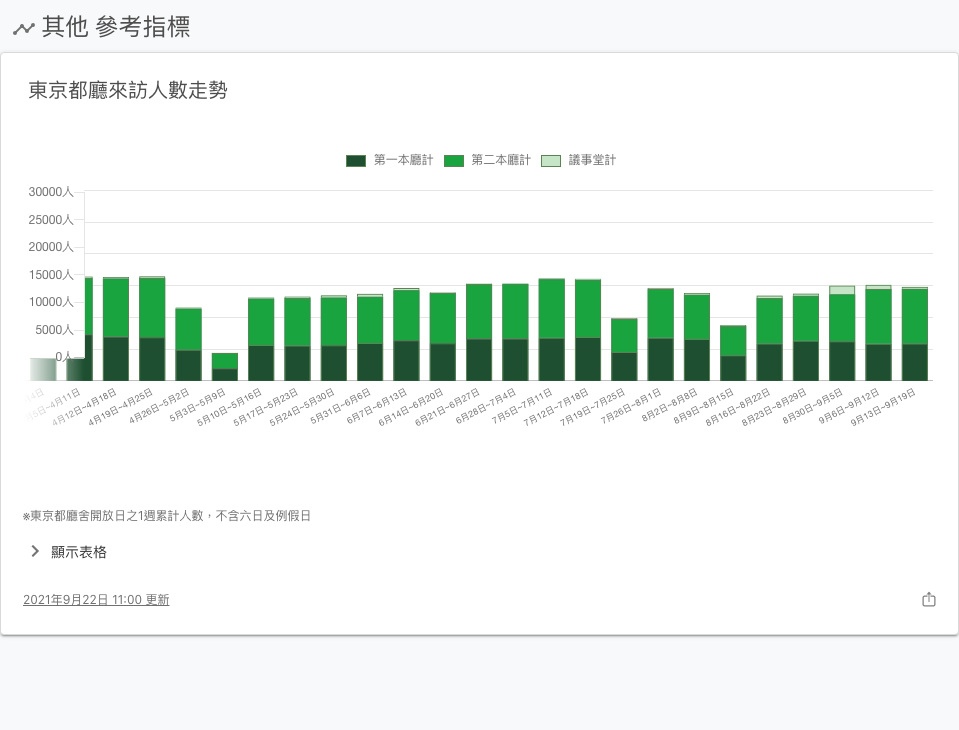 其他 參考指標
東京都廳來訪人數走勢
第一本廳計 第二本廳計 議事堂計
30000人
25000人
20000人
15000人
10000人
5000人
0人
4月12日~4月18日
4月19日~4月25日
4月26日~5月2日
5月3日~5月9日
5月10日~5月16日
5月17日~5月23日
5月24日~5月30日
5月31日~6月6日
6月7日~6月13日
6月14日~6月20日
6月21日~6月27日
6月28日~7月4日
7月5日~7月11日
7月12日~7月18日
7月19日~7月25日
7月26日~8月1日
8月2日~8月8日
8月9日~8月15日
8月16日~8月22日
8月23日~8月29日
8月30日~9月5日
9月6日~9月12日
9月13日~9月19日
※東京都廳舍開放日之1週累計人數，不含六日及例假日
顯示表格
2021年9月22日 11:00 更新